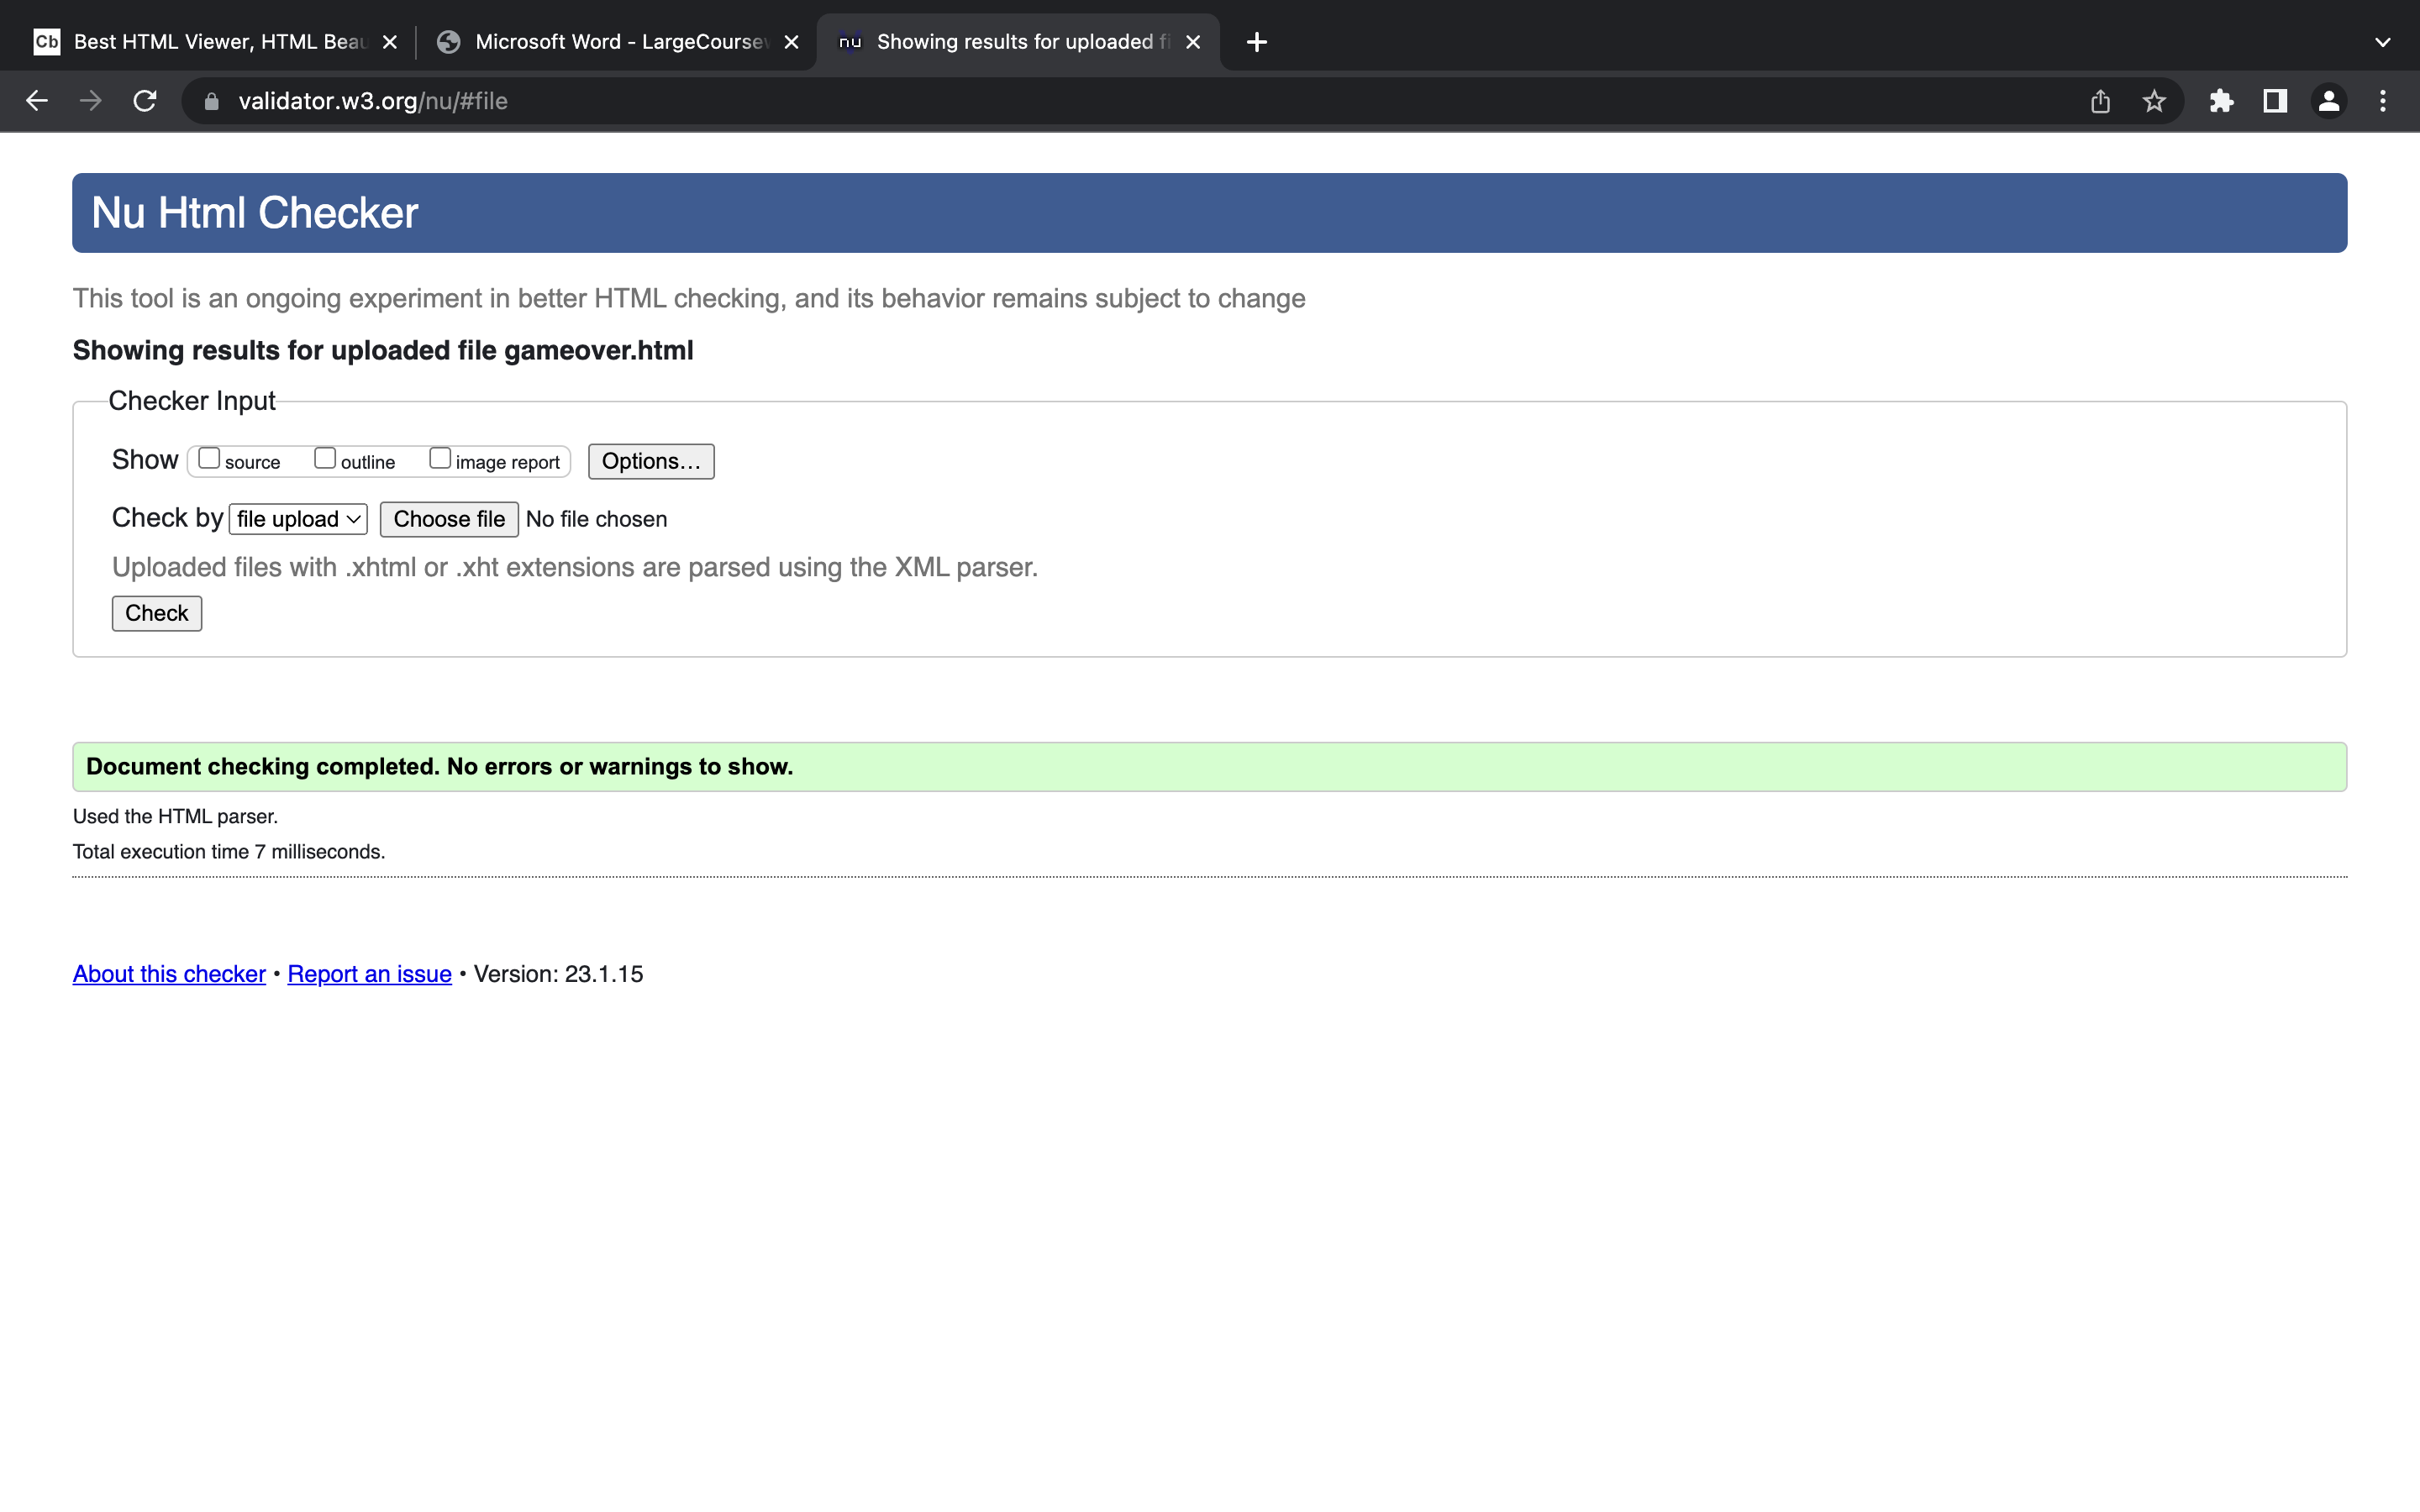 Cb Best HTML Viewer, HTML Beau
Microsoft Word - LargeCoursew
nu Showing results for uploaded fi
validator.w3.org/nu/#file
Nu Html Checker
This tool is an ongoing experiment in better HTML checking, and its behavior remains subject to change
Showing results for uploaded file gameover.html
Checker Input
Show source outline image report Options...
Check by file upload Choose file No file chosen
Uploaded files with .xhtml or .xht extensions are parsed using the XML parser.
Check
Document checking completed. No errors or warnings to show.
Used the HTML parser.
Total execution time 7 milliseconds.
About this checker • Report an issue • Version: 23.1.15